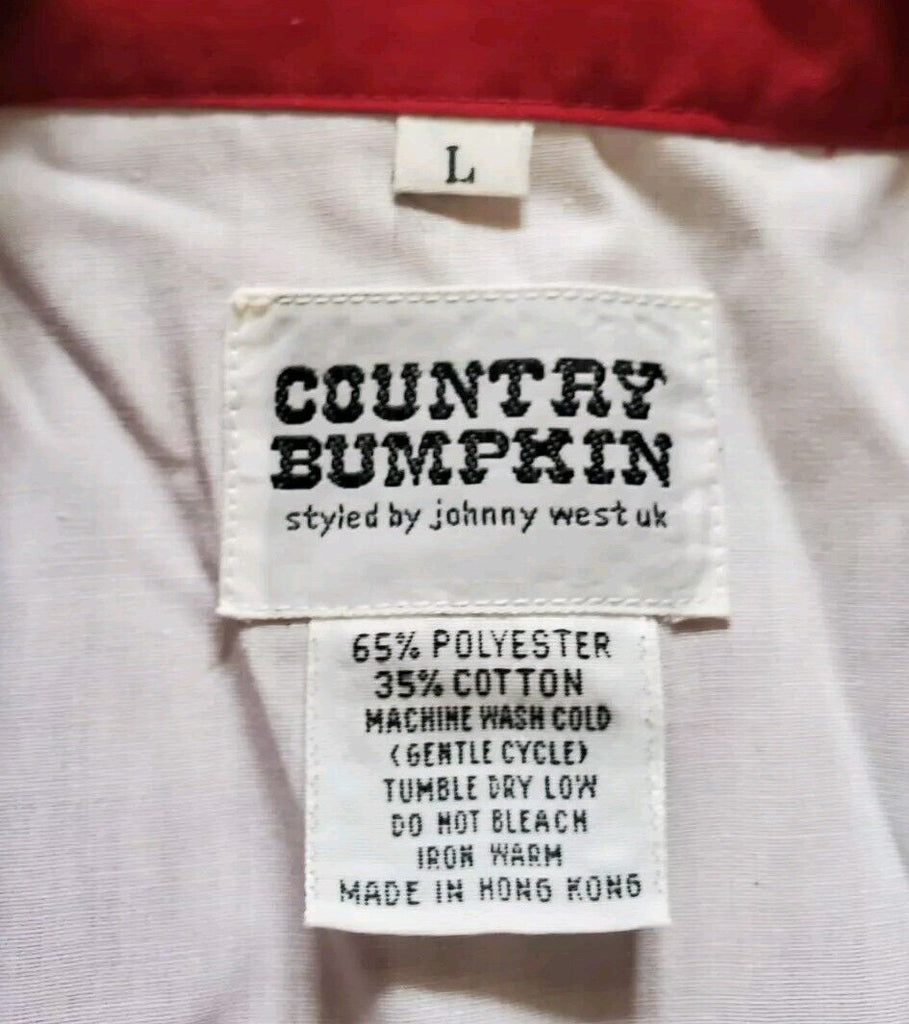 L
COUNTRY
BUMPKIN
styled by johnny west uk
65% POLYESTER
35% COTTON
MACHINE WASH COLD
(GENTLE CYCLE)
TUMBLE DRY LOW
DO NOT BLEACH
IRON WARM
MADE IN HONG KONG